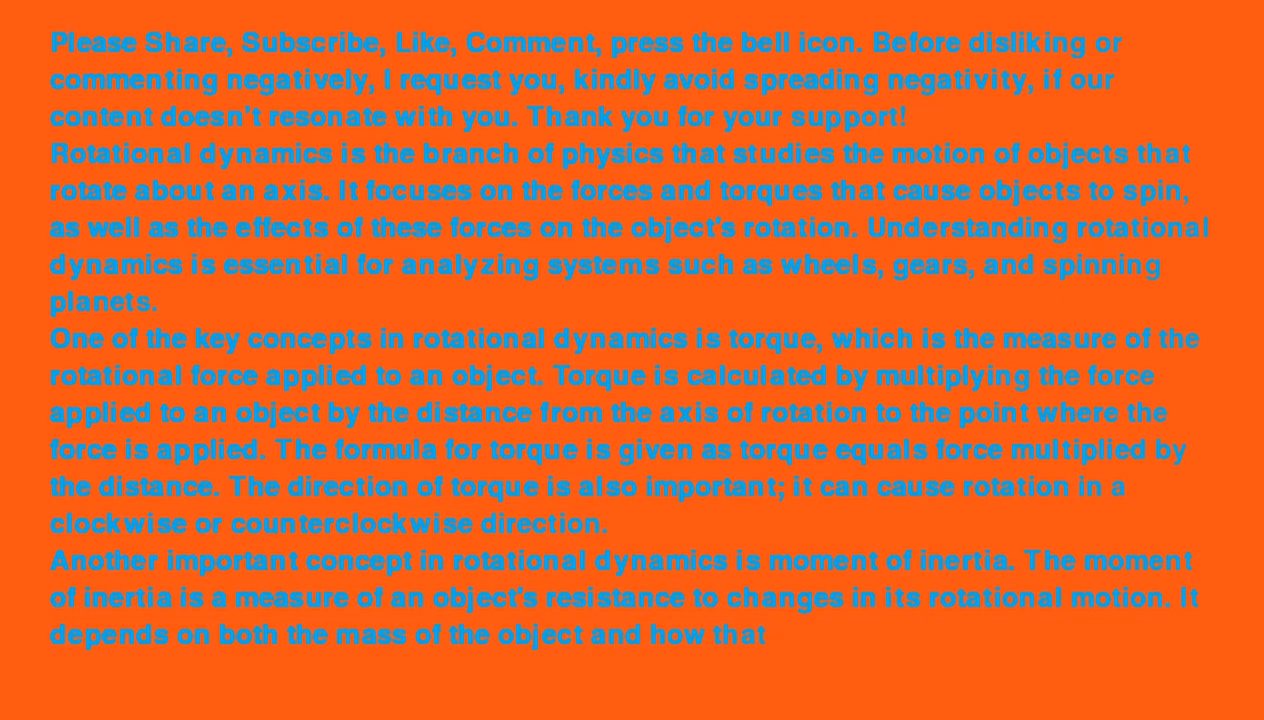 Please Share, Subscribe, Like, Comment, press the bell icon. Before disliking or
commenting negatively, I request you, kindly avoid spreading negativity, if our
content doesn't resonate with you. Thank you for your support!
Rotational dynamics is the branch of physics that studies the motion of objects that
rotate about an axis. It focuses on the forces and torques that cause objects to spin,
as well as the effects of these forces on the object's rotation. Understanding rotational
dynamics is essential for analyzing systems such as wheels, gears, and spinning
planets.
One of the key concepts in rotational dynamics is torque, which is the measure of the
rotational force applied to an object. Torque is calculated by multiplying the force
applied to an object by the distance from the axis of rotation to the point where the
force is applied. The formula for torque is given as torque equals force multiplied by
the distance. The direction of torque is also important; it can cause rotation in a
clockwise or counterclockwise direction.
Another important concept in rotational dynamics is moment of inertia. The moment
of inertia is a measure of an object's resistance to changes in its rotational motion. It
depends on both the mass of the object and how that